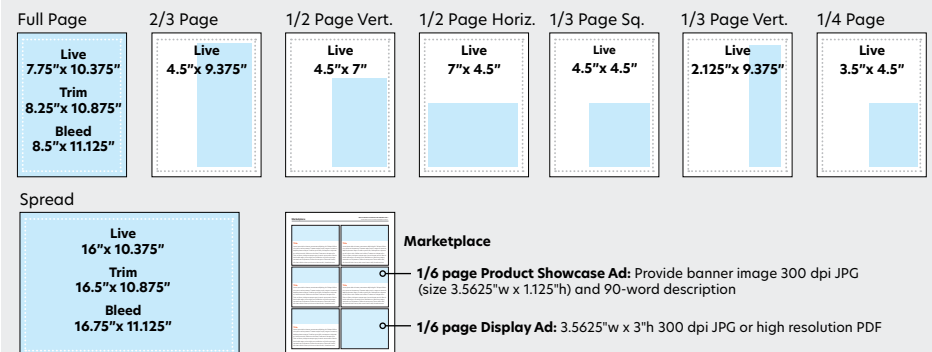 Full Page
Live
7.75”x 10.375”
Trim
8.25”x 10.875”
Bleed
8.5”x 11.125”
2/3 Page
Live
4.5”x 9.375”
1/2 Page Vert.
Live
4.5”x 7”
1/2 Page Horiz.
Live
7”x 4.5”
1/3 Page Sq.
Live
4.5”x 4.5”
1/3 Page Vert.
Live
2.125”x 9.375”
1/4 Page
Live
3.5”x 4.5”
Spread
Live
16”x 10.375”
Trim
16.5”x 10.875”
Bleed
16.75”x 11.125”
Marketplace
1/6 page Product Showcase Ad: Provide banner image 300 dpi JPG
(size 3.5625"w x 1.125"h) and 90-word description
1/6 page Display Ad: 3.5625"w x 3"h 300 dpi JPG or high resolution PDF